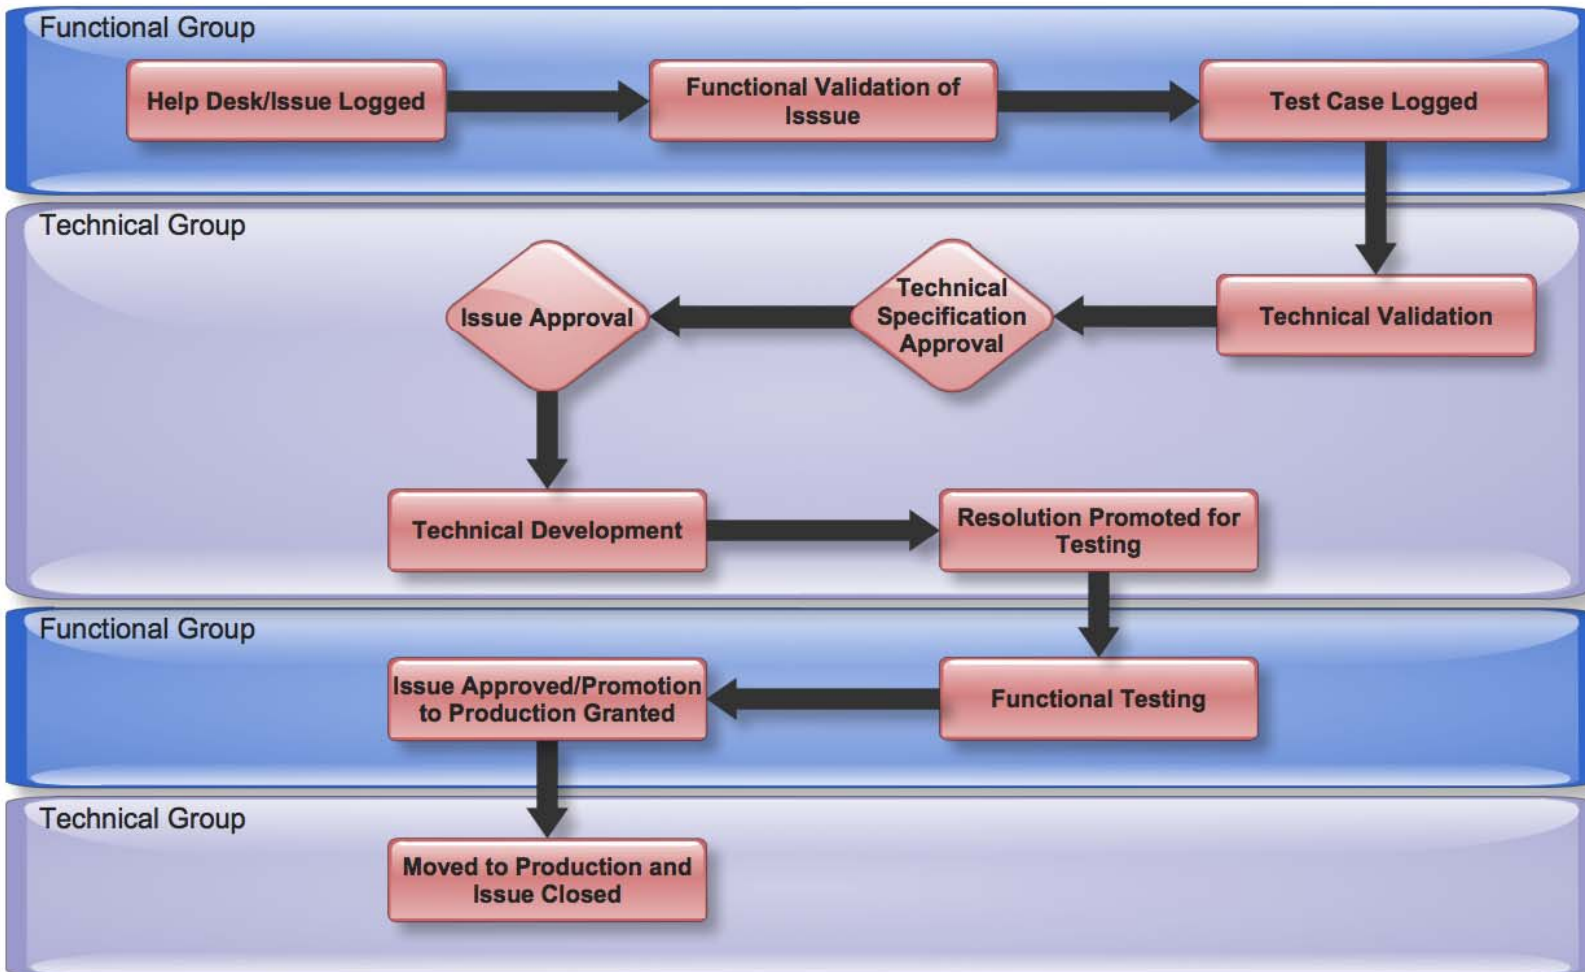 Functional Group
Help Desk/Issue Logged
Functional Validation of
Isssue
Test Case Logged
Technical Group
Issue Approval
Technical
Specification
Approval
Technical Validation
Technical Development
Resolution Promoted for
Testing
Functional Group
Issue Approved/Promotion
to Production Granted
Functional Testing
Technical Group
Moved to Production and
Issue Closed